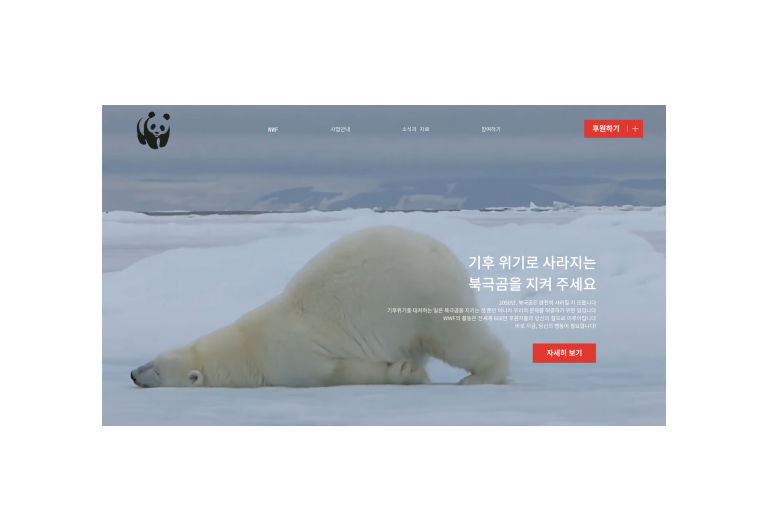 WWF
사업안내
소식과 자료
참여하기
후원하기
기후 위기로 사라지는
북극곰을 지켜 주세요
2050년, 북극곰은 완전히 사라질 지 모릅니다
기후위기를 대처하는 일은 북극곰을 지키는 일 뿐만 아니라 우리의 문제를 해결하기 위한 일입니다
WWF의 활동은 전세계 600만 후원자들과 당신의 힘으로 이루어집니다
바로 지금, 당신의 행동이 필요합니다!
자세히 보기